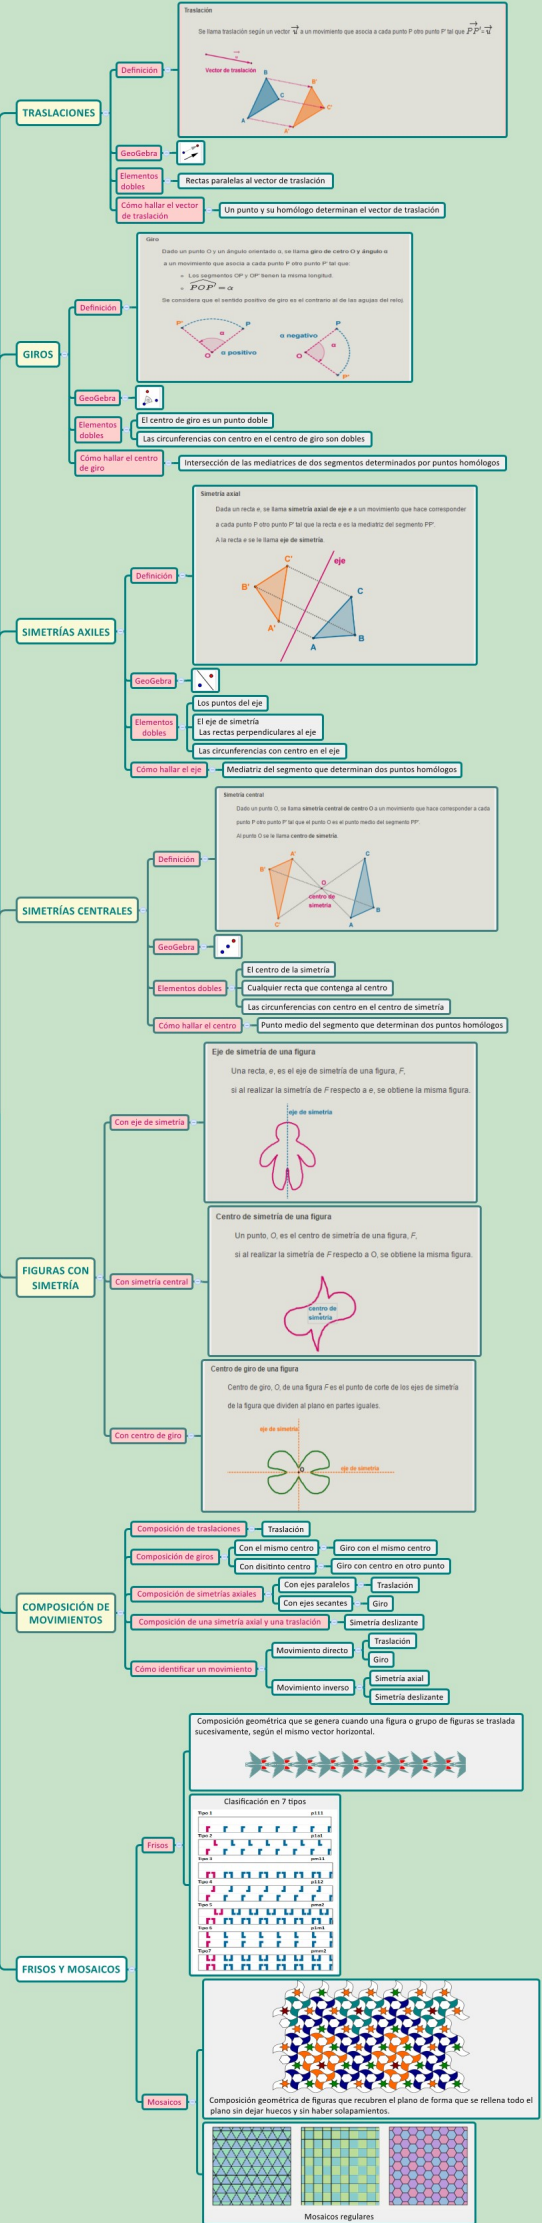 TRASLACIONES
Definición
Traslación
Se llama traslación según un vector u a un movimiento que asocia a cada punto P otro punto P' tal que PP'=u
u
Vector de traslación
B
B'
C
C'
A
A'
GeoGebra
Elementos
dobles
Rectas paralelas al vector de traslación
Cómo hallar el vector
de traslación
Un punto y su homólogo determinan el vector de traslación
GIROS
Definición
Giro
Dado un punto O y un ángulo orientado α, se llama giro de cetro O y ángulo α
a un movimiento que asocia a cada punto P otro punto P' tal que:
Los segmentos OP y OP' tienen la misma longitud.
POP' = α
Se considera que el sentido positivo de giro es el contrario al de las agujas del reloj.
P'
P
α
O
α positivo
α negativo
P
α
O
P'
GeoGebra
Elementos
dobles
El centro de giro es un punto doble
Las circunferencias con centro en el centro de giro son dobles
Cómo hallar el centro
de giro
Intersección de las mediatrices de dos segmentos determinados por puntos homólogos
SIMETRÍAS AXILES
Definición
Simetría axial
Dada un recta e, se llama simetría axial de eje e a un movimiento que hace corresponder
a cada punto P otro punto P' tal que la recta e es la mediatriz del segmento PP'.
A la recta e se le llama eje de simetría.
C'
eje
B'
C
A'
A
B
GeoGebra
Elementos
dobles
Los puntos del eje
El eje de simetría
Las rectas perpendiculares al eje
Las circunferencias con centro en el eje
Cómo hallar el eje
Mediatriz del segmento que determinan dos puntos homólogos
SIMETRÍAS CENTRALES
Definición
Simetría central
Dado un punto O, se llama simetría central de centro O a un movimiento que hace corresponder a cada
punto P otro punto P' tal que el punto O es el punto medio del segmento PP'.
Al punto O se le llama centro de simetría.
A'
C
B'
O
centro de
simetría
B
C'
A
GeoGebra
Elementos dobles
El centro de la simetría
Cualquier recta que contenga al centro
Las circunferencias con centro en el centro de simetría
Cómo hallar el centro
Punto medio del segmento que determinan dos puntos homólogos
FIGURAS CON
SIMETRÍA
Con eje de simetría
Eje de simetría de una figura
Una recta, e, es el eje de simetría de una figura, F,
si al realizar la simetría de F respecto a e, se obtiene la misma figura.
eje de simetría
Con simetría central
Centro de simetría de una figura
Un punto, O, es el centro de simetría de una figura, F,
si al realizar la simetría de F respecto a O, se obtiene la misma figura.
centro de
simetría
Con centro de giro
Centro de giro de una figura
Centro de giro, O, de una figura F es el punto de corte de los ejes de simetría
de la figura que dividen al plano en partes iguales.
eje de simetría
O
eje de simetría
COMPOSICIÓN DE
MOVIMIENTOS
Composición de traslaciones
Traslación
Composición de giros
Con el mismo centro
Giro con el mismo centro
Con disitinto centro
Giro con centro en otro punto
Composición de simetrías axiales
Con ejes paralelos
Traslación
Con ejes secantes
Giro
Composición de una simetría axial y una traslación
Simetría deslizante
Cómo identificar un movimiento
Movimiento directo
Traslación
Giro
Movimiento inverso
Simetría axial
Simetría deslizante
FRISOS Y MOSAICOS
Frisos
Composición geométrica que se genera cuando una figura o grupo de figuras se traslada
sucesivamente, según el mismo vector horizontal.
Clasificación en 7 tipos
Tipo 1 p111
Tipo 2 p1a1
Tipo 3 pm11
Tipo 4 p112
Tipo 5 pma2
Tipo 6 p1m1
Tipo7 pmm2
Mosaicos
Composición geométrica de figuras que recubren el plano de forma que se rellena todo el
plano sin dejar huecos y sin haber solapamientos.
Mosaicos regulares